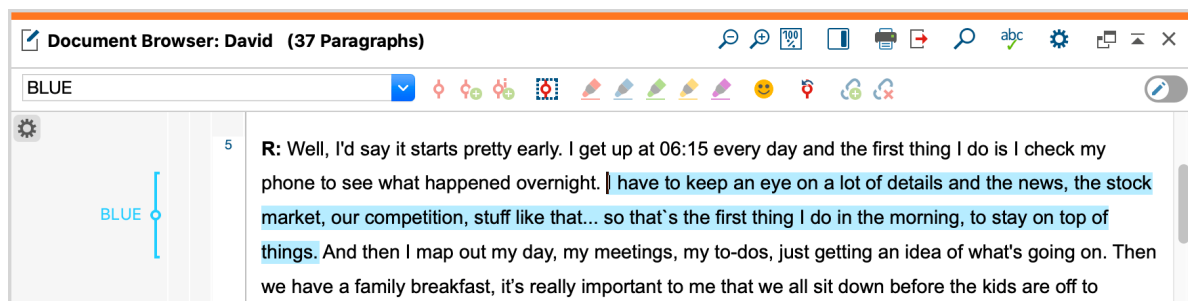 Document Browser: David (37 Paragraphs)
100
%
abc
BLUE
5
R: Well, I'd say it starts pretty early. I get up at 06:15 every day and the first thing I do is I check my
phone to see what happened overnight. I have to keep an eye on a lot of details and the news, the stock
BLUE
market, our competition, stuff like that... so that`s the first thing I do in the morning, to stay on top of
things. And then I map out my day, my meetings, my to-dos, just getting an idea of what's going on. Then
we have a family breakfast, it’s really important to me that we all sit down before the kids are off to